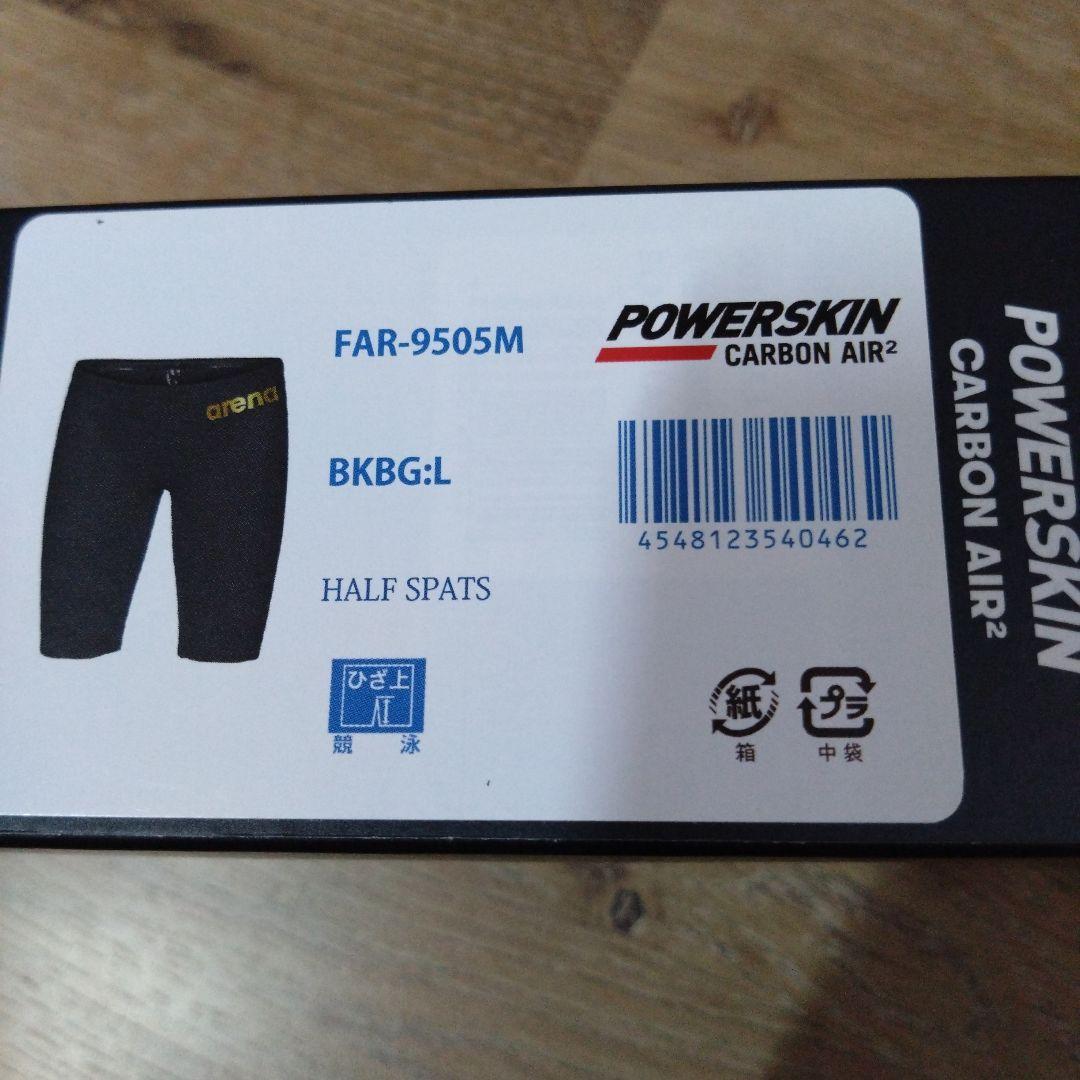 FAR-9505M
POWERSKIN
CARBON AIR²
arena
BKBG:L
4548123540462
HALF SPATS
ひざ上
競泳
紙
箱
プラ
中袋
POWERSKIN
CARBON AIR²